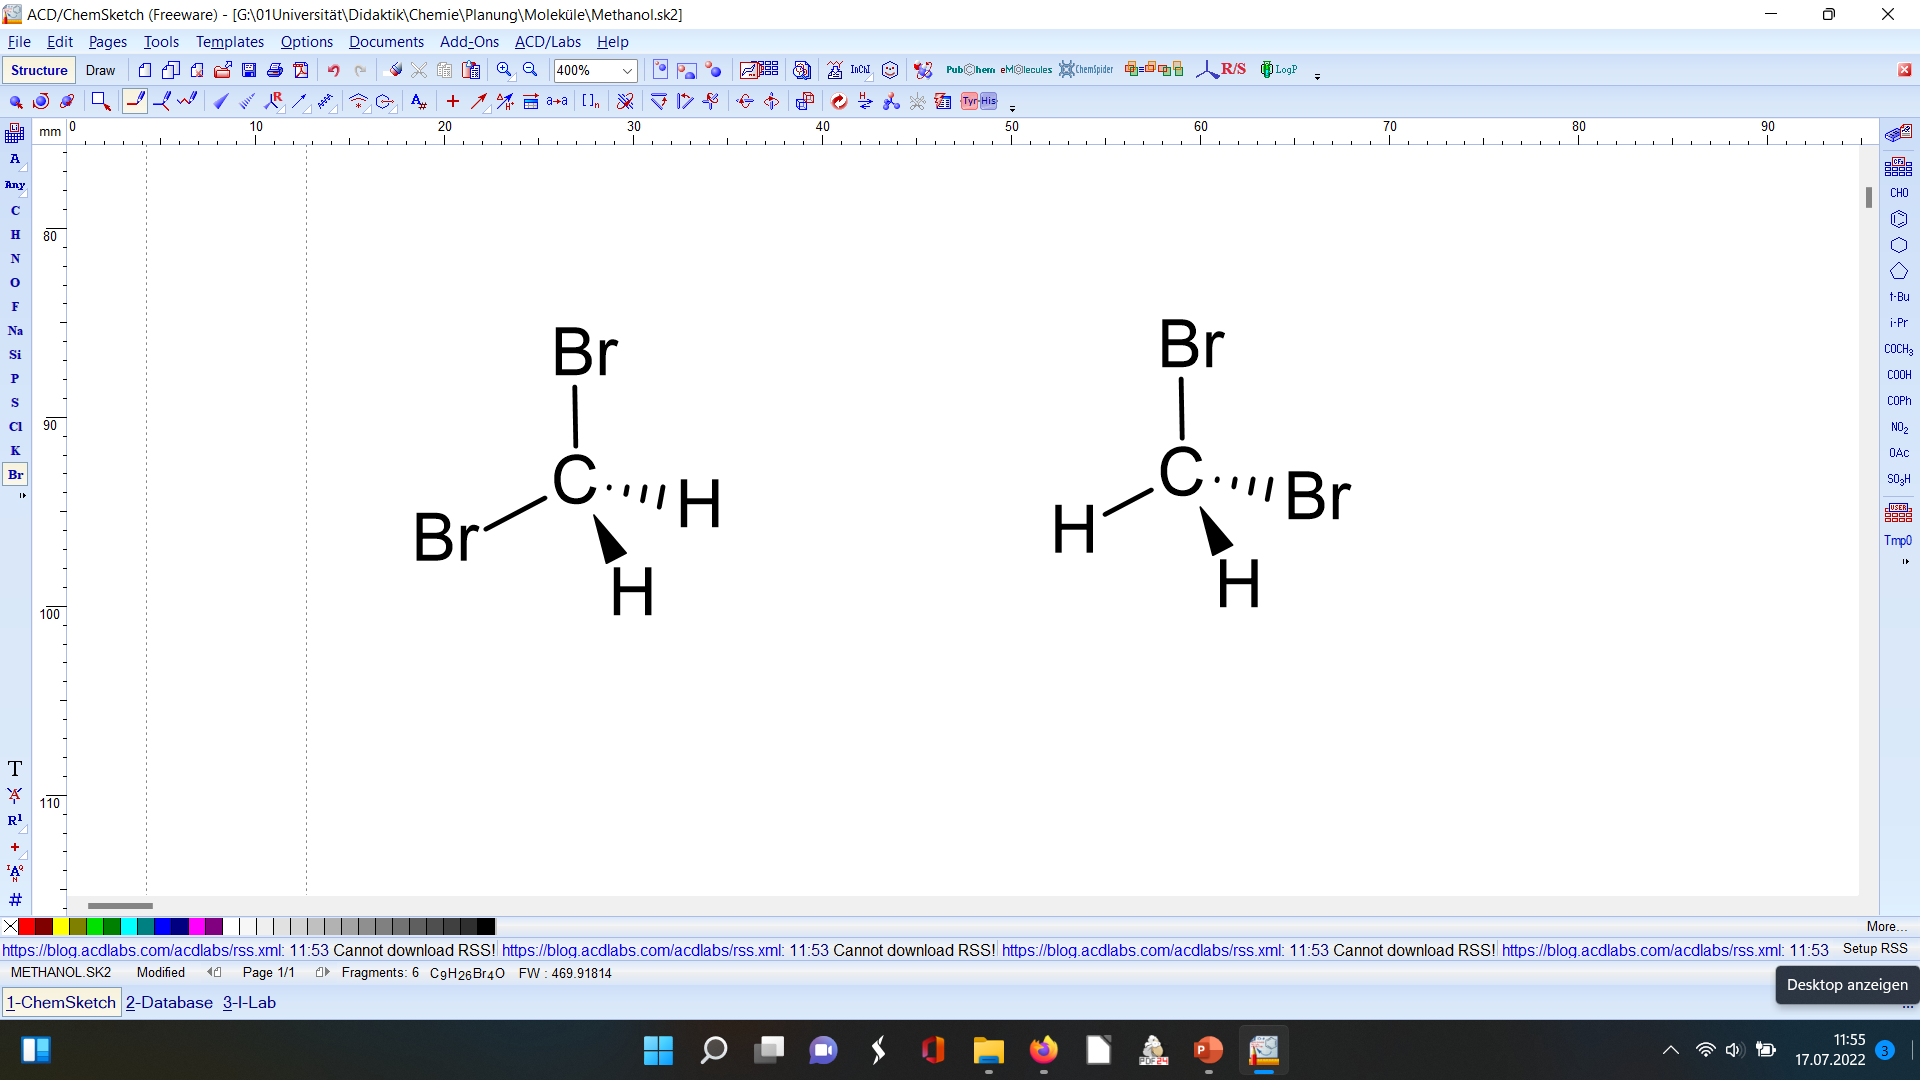 ACD/ChemSketch (Freeware) - [G:\01Universität\Didaktik\Chemie\Planung\Moleküle\Methanol.sk2]
File Edit Pages Tools Templates Options Documents Add-Ons ACD/Labs Help
Structure Draw 400% InChI PubChem eMolecules ChemSpider R/S LogP
Tyr His
mm 0 10 20 30 40 50 60 70 80 90
A
Any
C
H
N
O
F
Na
Si
P
S
Cl
K
Br
T
R1
#
80
90
100
110
Br
C
H
Br
H
Br
C
Br
H
H
CHO
t-Bu
i-Pr
COCH3
COOH
COPh
NO2
OAc
SO3H
USER
Tmp0
More...
https://blog.acdlabs.com/acdlabs/rss.xml: 11:53 Cannot download RSS! https://blog.acdlabs.com/acdlabs/rss.xml: 11:53 Cannot download RSS! https://blog.acdlabs.com/acdlabs/rss.xml: 11:53 Cannot download RSS! https://blog.acdlabs.com/acdlabs/rss.xml: 11:53 Setup RSS
METHANOL.SK2 Modified Page 1/1 Fragments: 6 C9H26Br4O FW : 469.91814
Desktop anzeigen
1-ChemSketch 2-Database 3-I-Lab
PDF24
11:55
17.07.2022 3